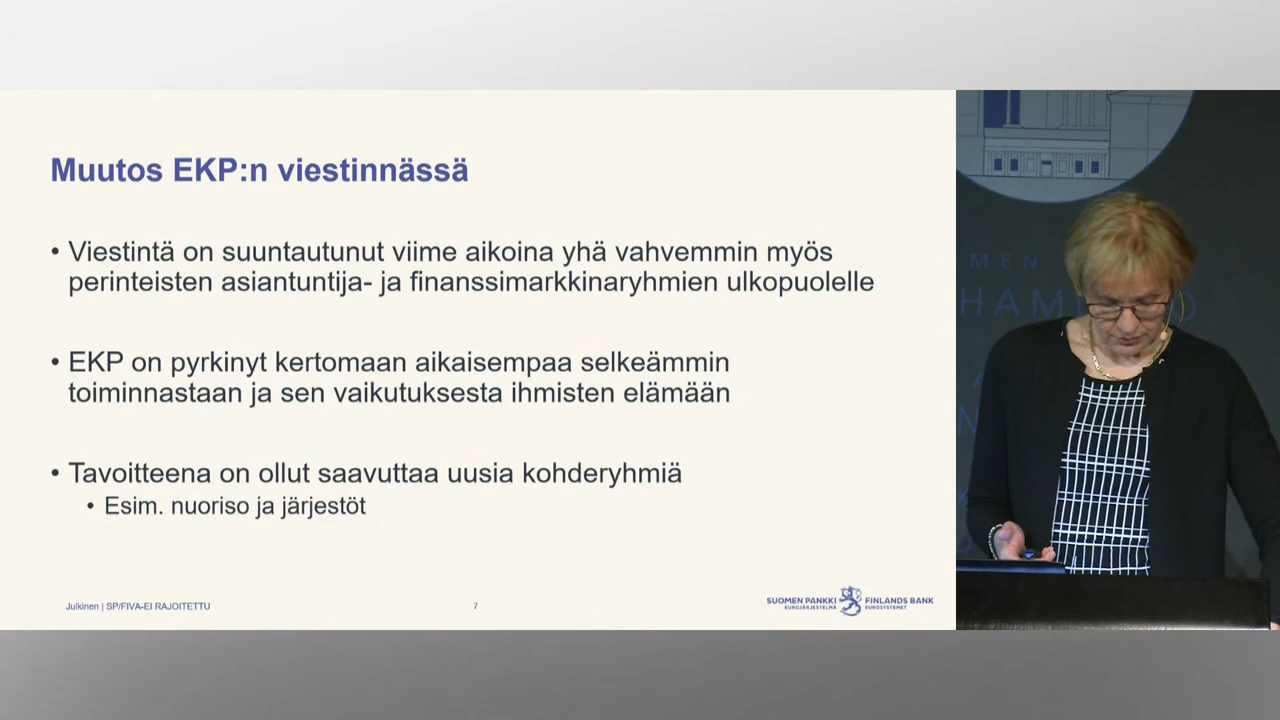 Muutos EKP:n viestinnässä
• Viestintä on suuntautunut viime aikoina yhä vahvemmin myös
perinteisten asiantuntija- ja finanssimarkkinaryhmien ulkopuolelle
• EKP on pyrkinyt kertomaan aikaisempaa selkeämmin
toiminnastaan ja sen vaikutuksesta ihmisten elämään
• Tavoitteena on ollut saavuttaa uusia kohderyhmiä
• Esim. nuoriso ja järjestöt
Julkinen | SP/FIVA-EI RAJOITETTU
7
SUOMEN PANKKI FINLANDS BANK
EUROJÄRJESTELMÄ EUROSYSTEMET